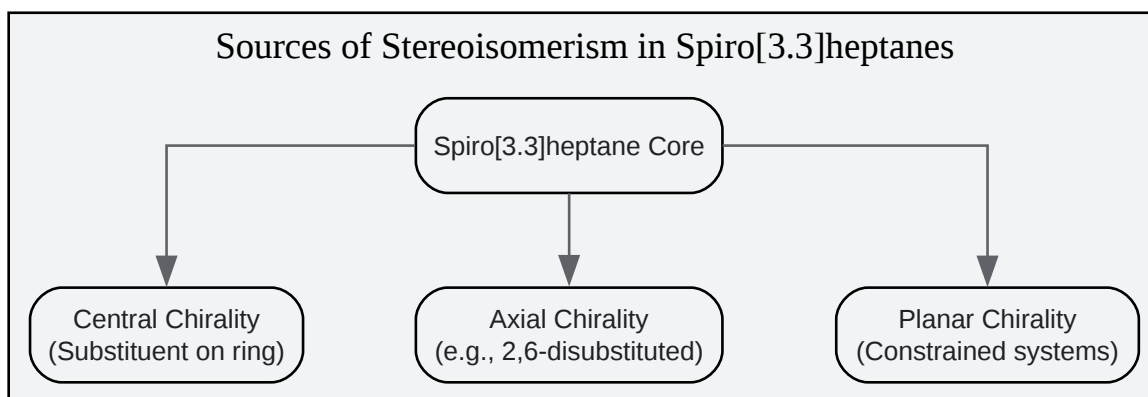 Sources of Stereoisomerism in Spiro[3.3]heptanes
Spiro[3.3]heptane Core
Central Chirality
(Substituent on ring)
Axial Chirality
(e.g., 2,6-disubstituted)
Planar Chirality
(Constrained systems)